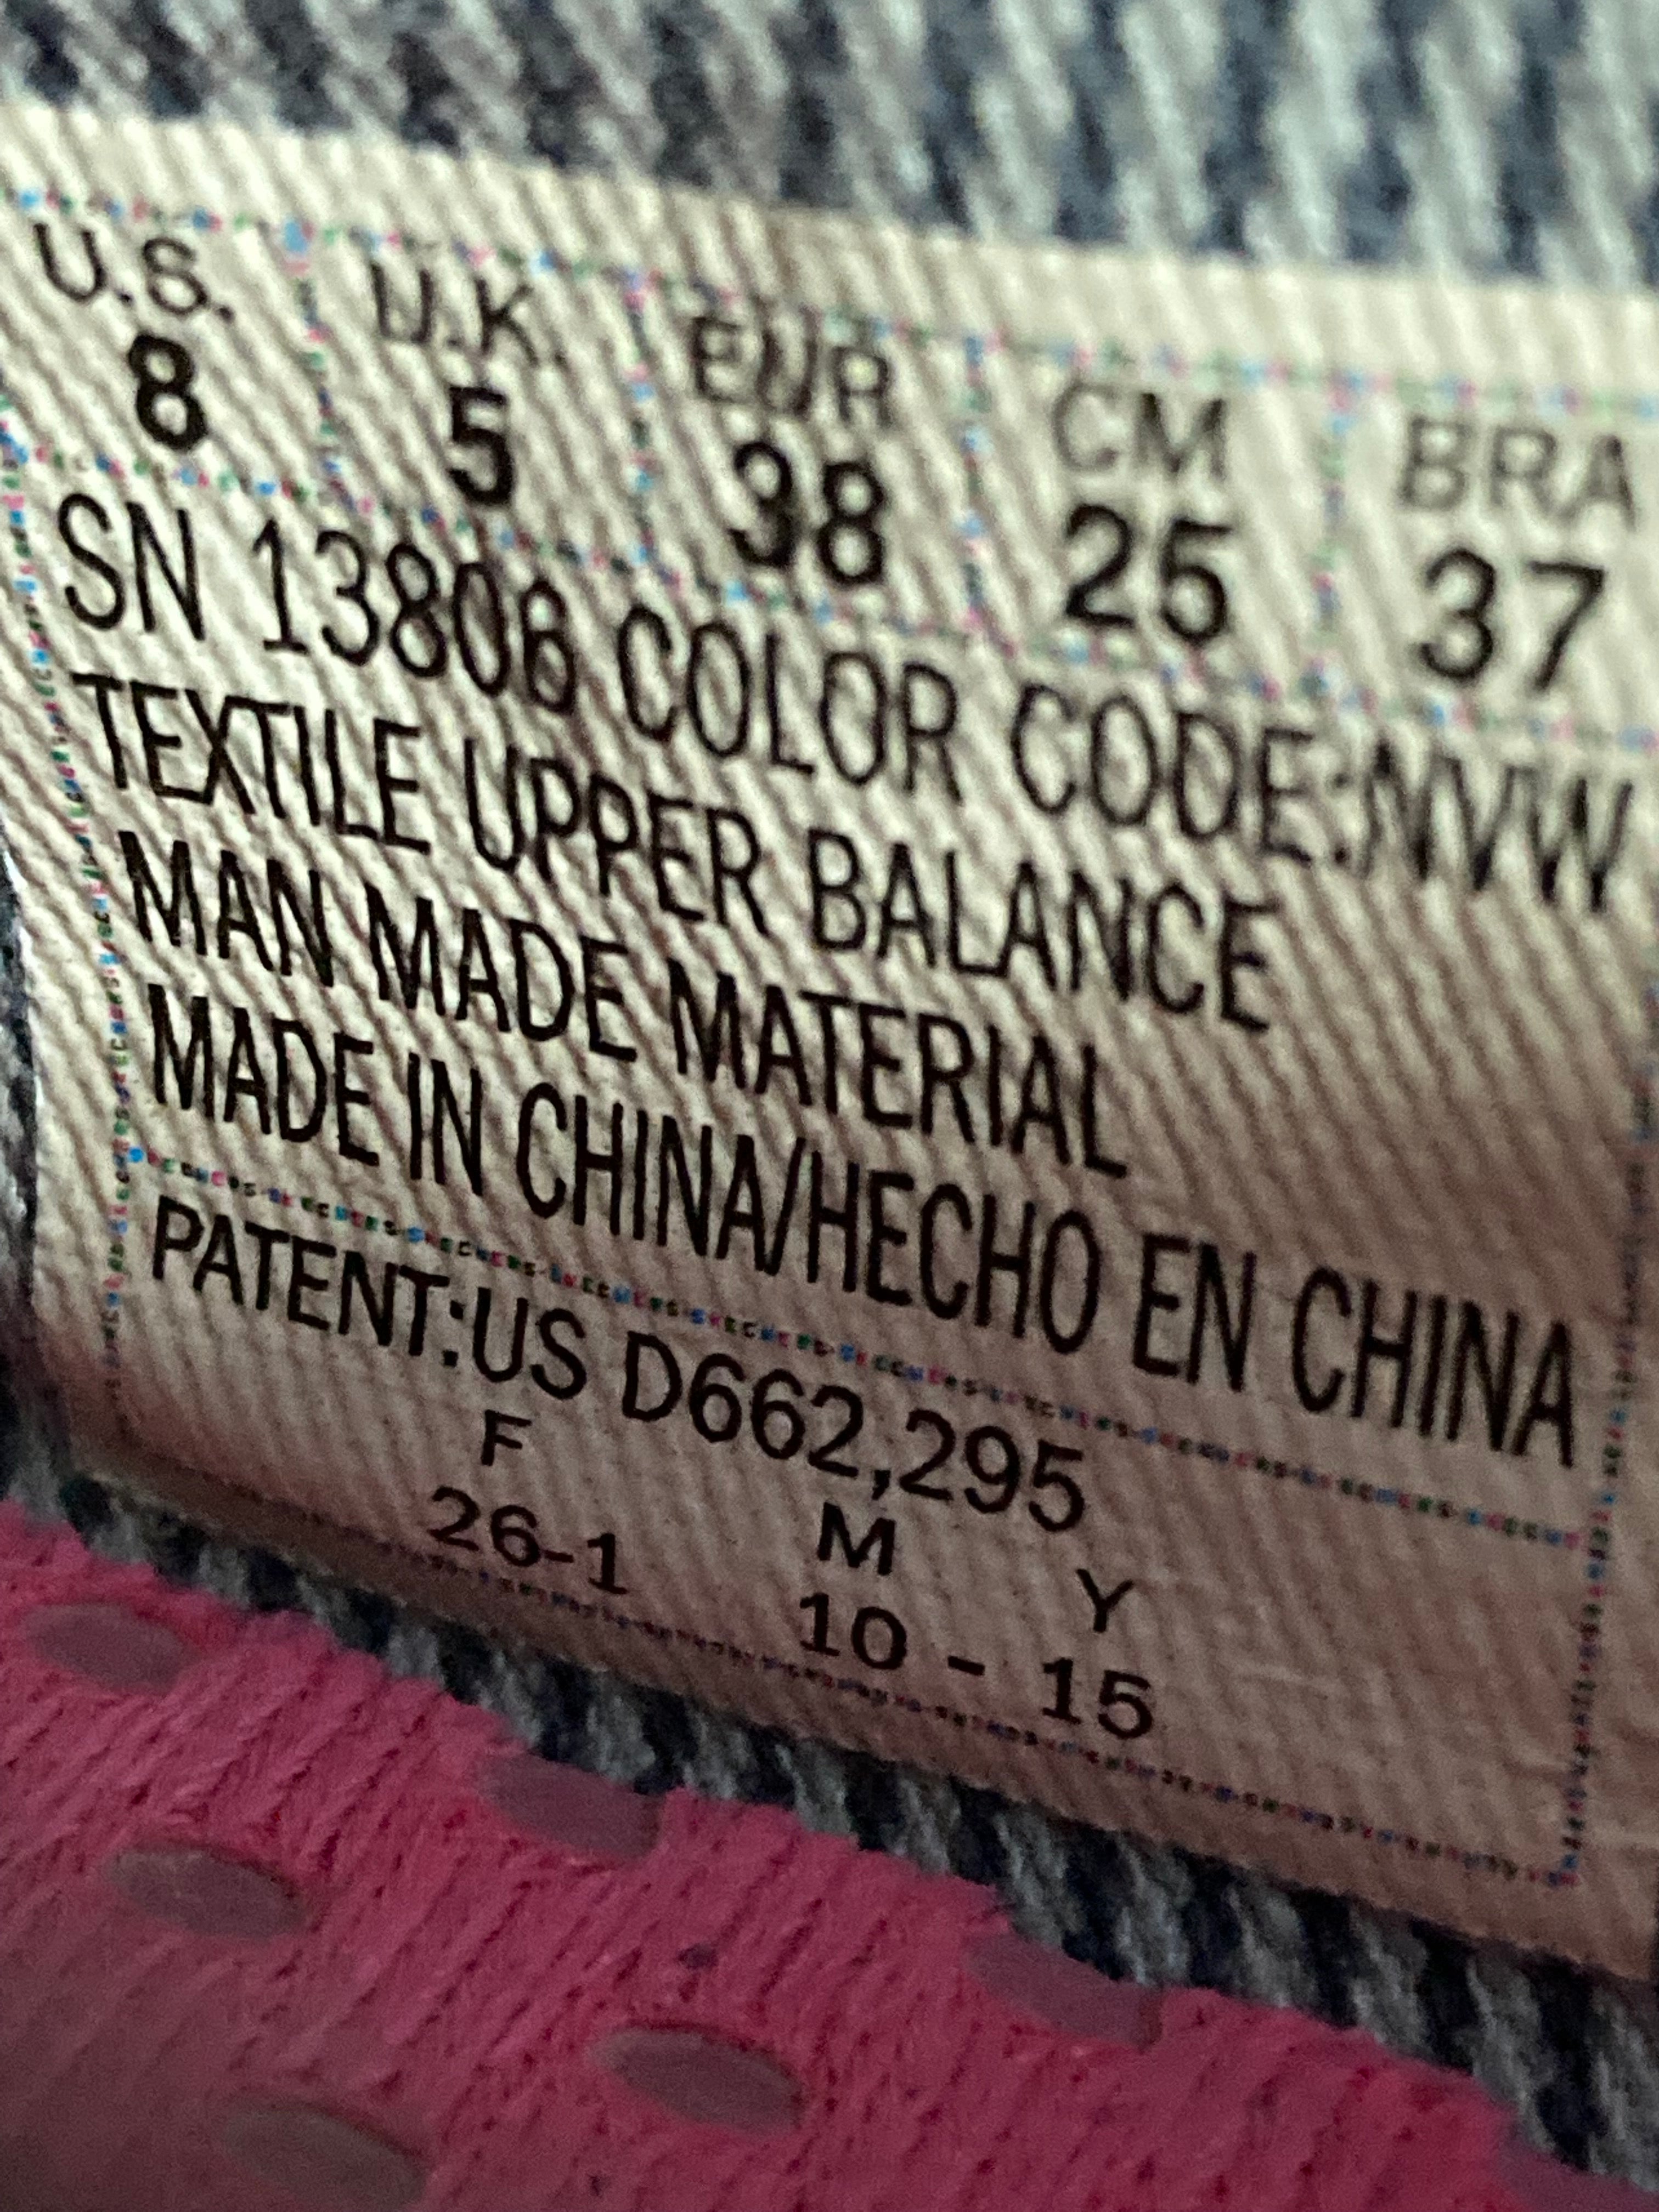 U.S. U.K. EUR CM BRA
8 5 38 25 37
SN 13806 COLOR CODE:NVW
TEXTILE UPPER BALANCE
MAN MADE MATERIAL
MADE IN CHINA/HECHO EN CHINA
PATENT:US D662,295
F M Y
26-1 10 - 15